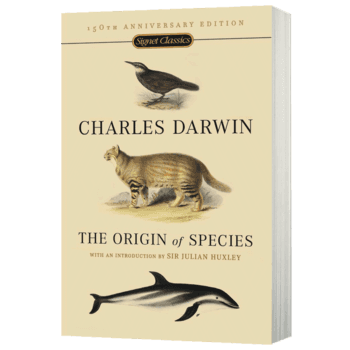 150TH ANNIVERSARY EDITION
Signet Classics
CHARLES DARWIN
THE ORIGIN of SPECIES
WITH AN INTRODUCTION BY SIR JULIAN HUXLEY